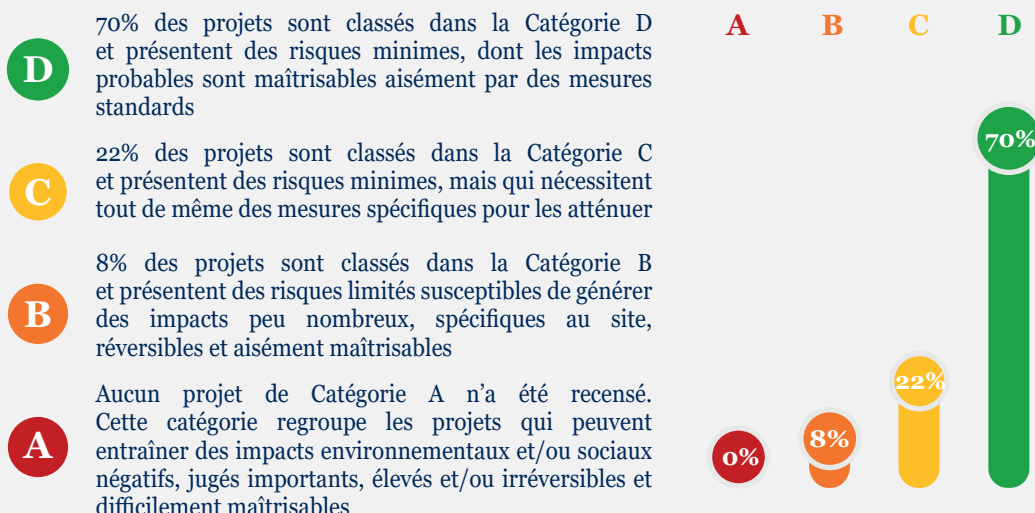 D
70% des projets sont classés dans la Catégorie D
et présentent des risques minimes, dont les impacts
probables sont maîtrisables aisément par des mesures
standards
C
22% des projets sont classés dans la Catégorie C
et présentent des risques minimes, mais qui nécessitent
tout de même des mesures spécifiques pour les atténuer
B
8% des projets sont classés dans la Catégorie B
et présentent des risques limités susceptibles de générer
des impacts peu nombreux, spécifiques au site,
réversibles et aisément maîtrisables
A
Aucun projet de Catégorie A n'a été recensé.
Cette catégorie regroupe les projets qui peuvent
entraîner des impacts environnementaux et/ou sociaux
négatifs, jugés importants, élevés et/ou irréversibles et
difficilement maîtrisables
A B C D
70%
22%
8%
0%